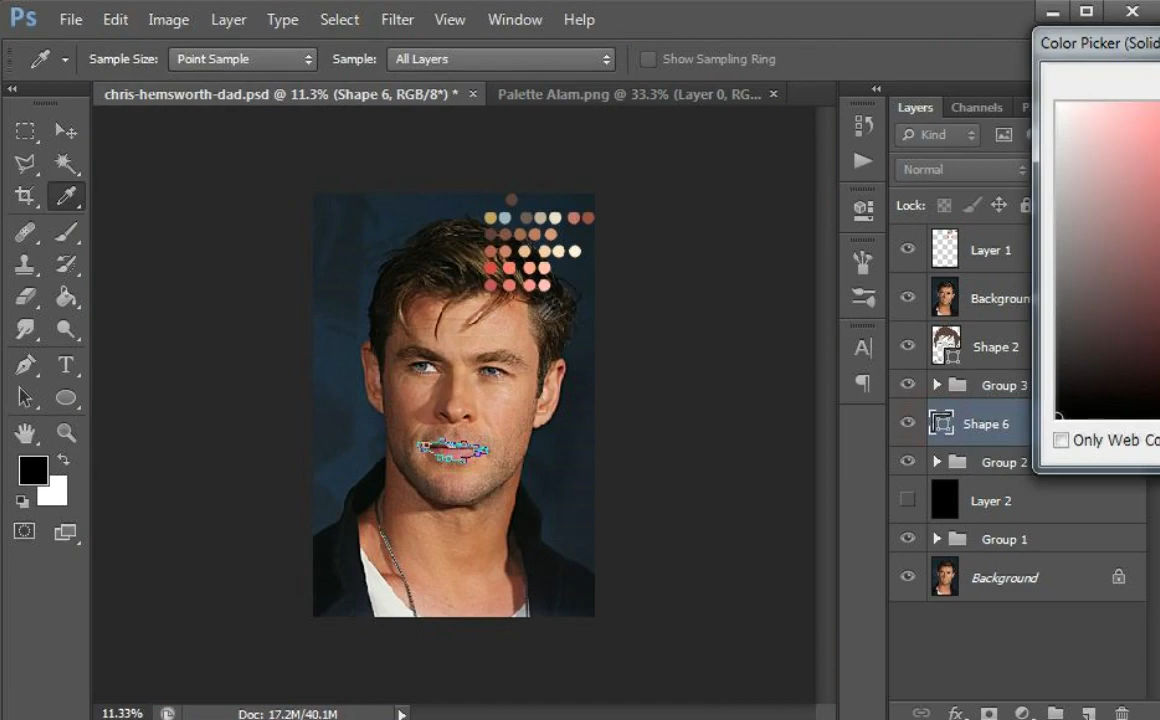 Ps File Edit Image Layer Type Select Filter View Window Help
Sample Size: Point Sample Sample: All Layers Show Sampling Ring
Color Picker (Solid
chris-hemsworth-dad.psd @ 11.3% (Shape 6, RGB/8*) * × Palette Alam.png @ 33.3% (Layer 0, RG... ×
Layers Channels P
Kind
Normal
Lock:
Layer 1
Backgroun
Shape 2
Group 3
Shape 6
Only Web Co
Group 2
Layer 2
Group 1
Background
11.33% Doc: 17.2M/40.1M